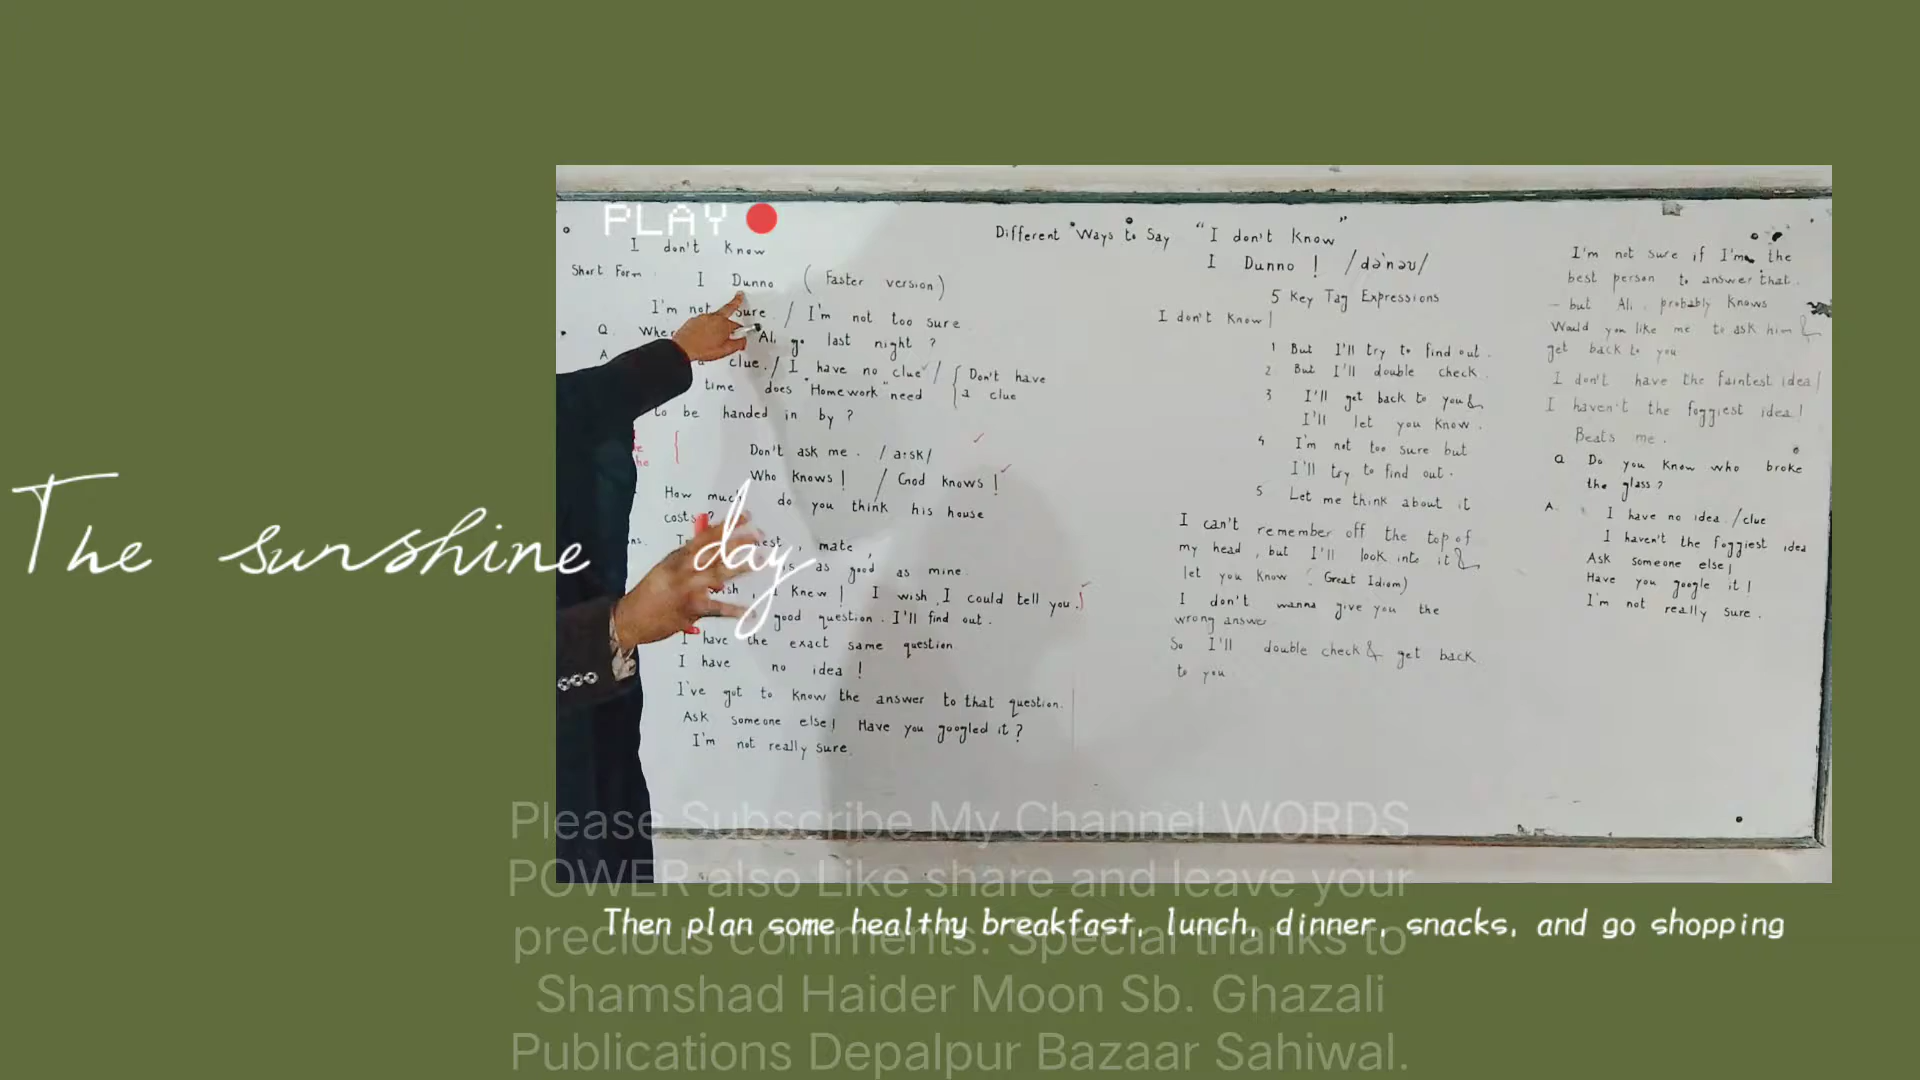 PLAY
I don't know
Short Form I Dunno (Faster version)
I'm not sure. / I'm not too sure
Q. Where Ali go last night ?
A clue. / I have no clue / { Don't have a clue
time does "Homework" need
to be handed in by ?
Don't ask me . / a:sk/
Who knows ! / God knows !
How much do you think his house
costs ?
mate ,
is as good as mine.
wish , I knew ! I wish , I could tell you.
good question . I'll find out .
I have the exact same question
I have no idea !
I've got to know the answer to that question.
Ask someone else! Have you googled it ?
I'm not really sure.
Different "Ways to Say "I don't know"
I Dunno ! /də'nəʊ/
5 Key Tag Expressions
I don't know !
1 But I'll try to find out .
2. But I'll double check .
3 I'll get back to you &
I'll let you know .
4 I'm not too sure but
I'll try to find out .
5 Let me think about it
I can't remember off the top of
my head , but I'll look into it &
let you know (Great Idiom)
I don't wanna give you the
wrong answer
So I'll double check & get back
to you
I'm not sure if I'm the
best person to answer that .
- but Ali probably knows
Would you like me to ask him &
get back to you
I don't have the faintest idea !
I haven't the foggiest idea !
Beats me .
Q Do you know who broke
the glass ?
A. I have no idea. /clue
I haven't the foggiest idea
Ask someone else !
Have you google it !
I'm not really sure .
The sunshine day
Please Subscribe My Channel WORDS
POWER also Like share and leave your
precious comments. Special thanks to
Shamshad Haider Moon Sb. Ghazali
Publications Depalpur Bazaar Sahiwal.
Then plan some healthy breakfast, lunch, dinner, snacks, and go shopping